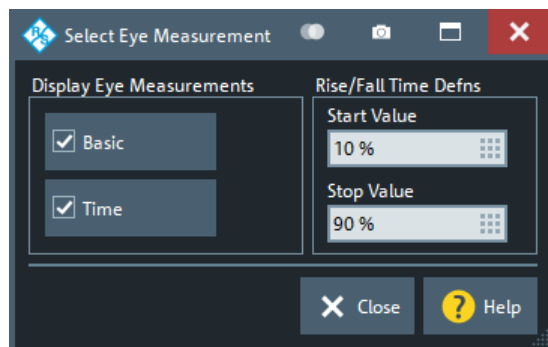 R&S
Select Eye Measurement
Display Eye Measurements
Basic
Time
Rise/Fall Time Defns
Start Value
10 %
Stop Value
90 %
Close
? Help